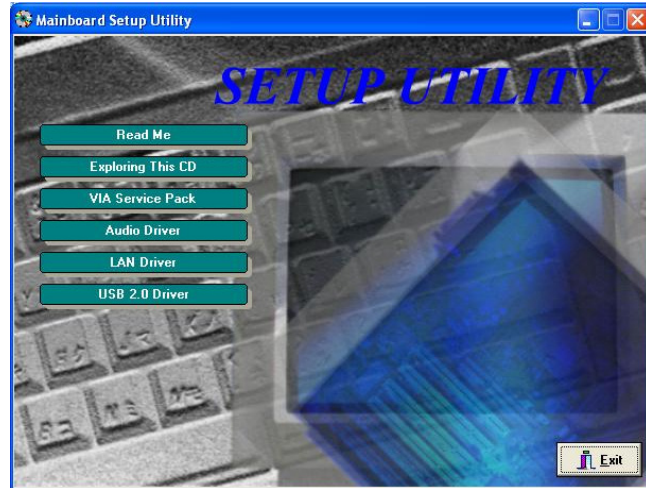 Mainboard Setup Utility
SETUP UTILITY
Read Me
Exploring This CD
VIA Service Pack
Audio Driver
LAN Driver
USB 2.0 Driver
Exit